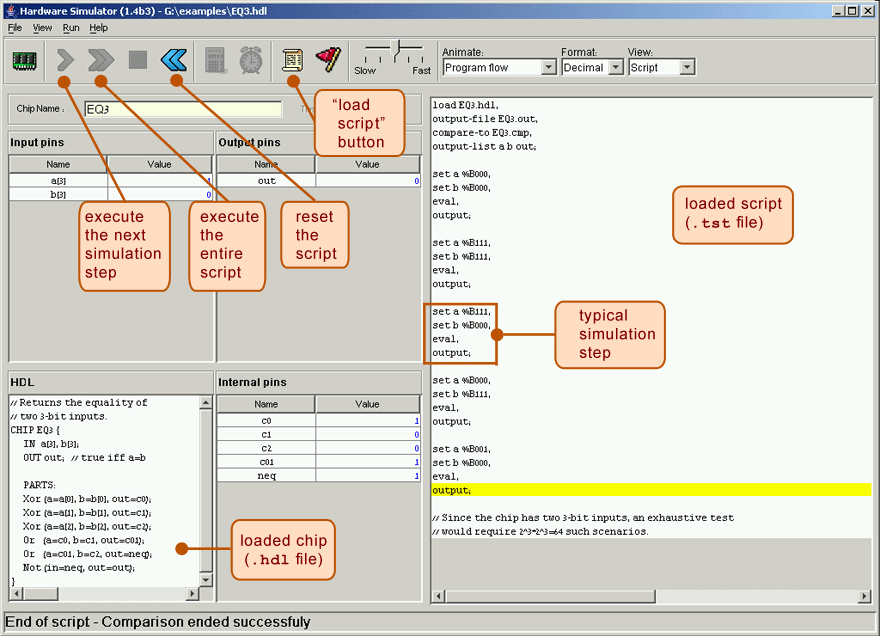 Hardware Simulator (1.4b3) - G:\examples\EQ3.hdl
File View Run Help
Slow Fast
Animate:
Program flow
Format:
Decimal
View:
Script
Chip Name :
EQ3
"load
script"
button
Input pins
Name Value
a[3] 1
b[3] 0
Output pins
Name Value
out 0
execute
the next
simulation
step
execute
the
entire
script
reset
the
script
HDL
// Returns the equality of
// two 3-bit inputs.
CHIP EQ3 {
IN a[3], b[3];
OUT out; // true iff a=b
PARTS:
Xor (a=a[0], b=b[0], out=c0);
Xor (a=a[1], b=b[1], out=c1);
Xor (a=a[2], b=b[2], out=c2);
Or (a=c0, b=c1, out=c01);
Or (a=c01, b=c2, out=neq);
Not (in=neq, out=out);
}
Internal pins
Name Value
c0 1
c1 0
c2 0
c01 1
neq 1
loaded chip
(.hdl file)
load EQ3.hdl,
output-file EQ3.out,
compare-to EQ3.cmp,
output-list a b out;
set a %B000,
set b %B000,
eval,
output;
set a %B111,
set b %B111,
eval,
output;
set a %B111,
set b %B000,
eval,
output;
set a %B000,
set b %B111,
eval,
output;
set a %B001,
set b %B000,
eval,
output;
// Since the chip has two 3-bit inputs, an exhaustive test
// would require 2^3*2^3=64 such scenarios.
loaded script
(.tst file)
typical
simulation
step
End of script - Comparison ended successfuly